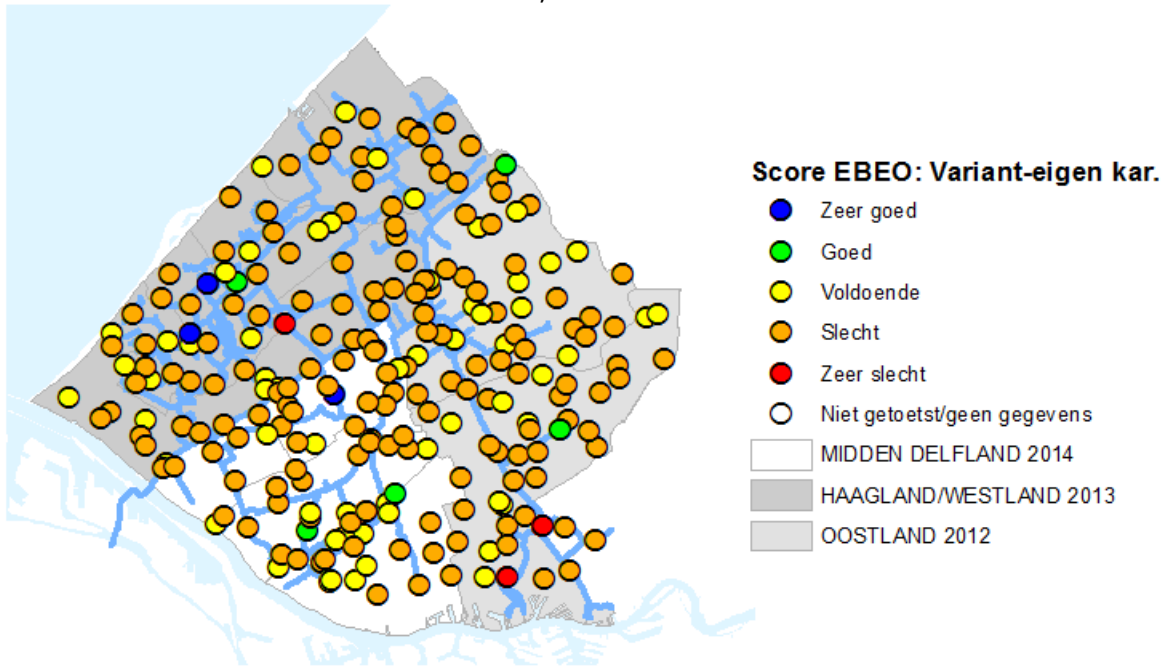 Score EBEO: Variant-eigen kar.
Zeer goed
Goed
Voldoende
Slecht
Zeer slecht
Niet getoetst/geen gegevens
MIDDEN DELFLAND 2014
HAAGLAND/WESTLAND 2013
OOSTLAND 2012